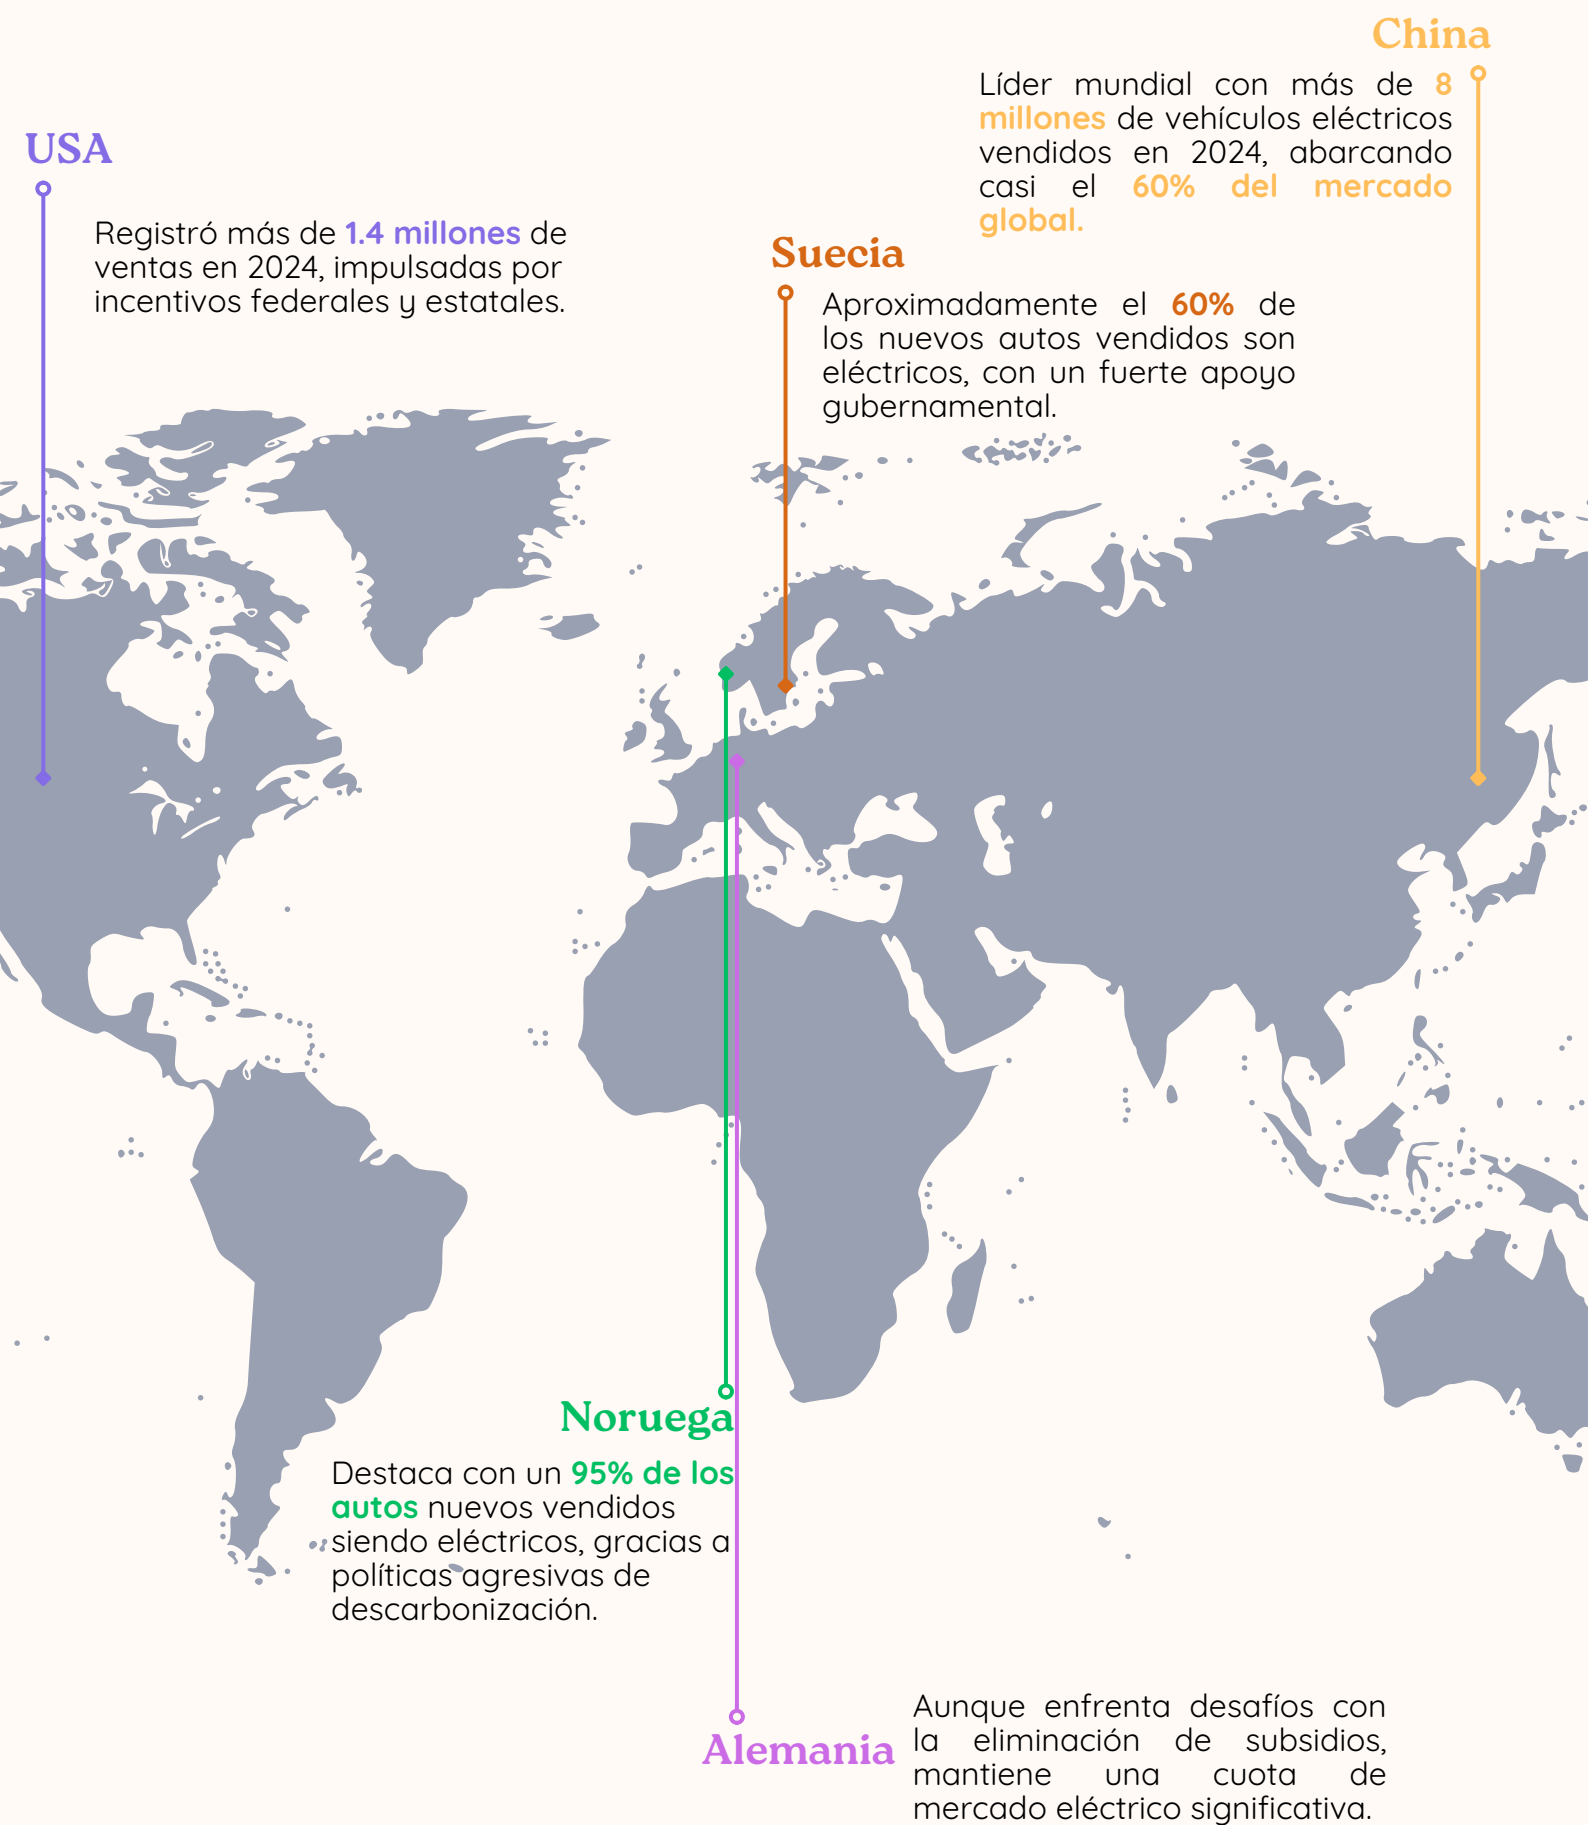 China
Líder mundial con más de 8
millones de vehículos eléctricos
vendidos en 2024, abarcando
casi el 60% del mercado
global.
USA
Registró más de 1.4 millones de
ventas en 2024, impulsadas por
incentivos federales y estatales.
Suecia
Aproximadamente el 60% de
los nuevos autos vendidos son
eléctricos, con un fuerte apoyo
gubernamental.
Noruega
Destaca con un 95% de los
autos nuevos vendidos
siendo eléctricos, gracias a
políticas agresivas de
descarbonización.
Alemania
Aunque enfrenta desafíos con
la eliminación de subsidios,
mantiene una cuota de
mercado eléctrico significativa.